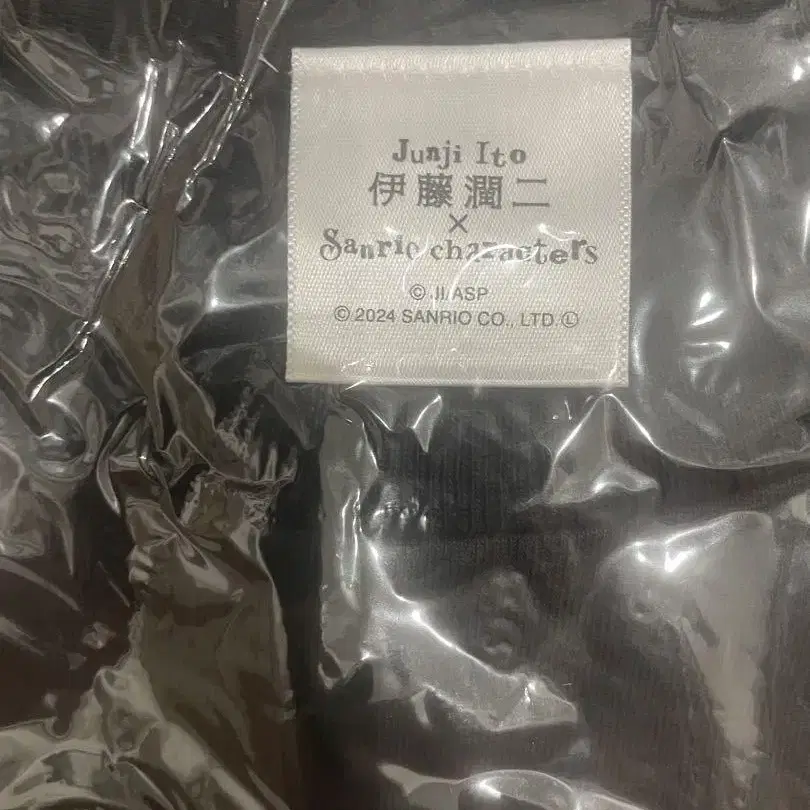 Junji Ito
伊藤潤二
×
Sanrio characters
© JI/ASP
© 2024 SANRIO CO., LTD. Ⓛ